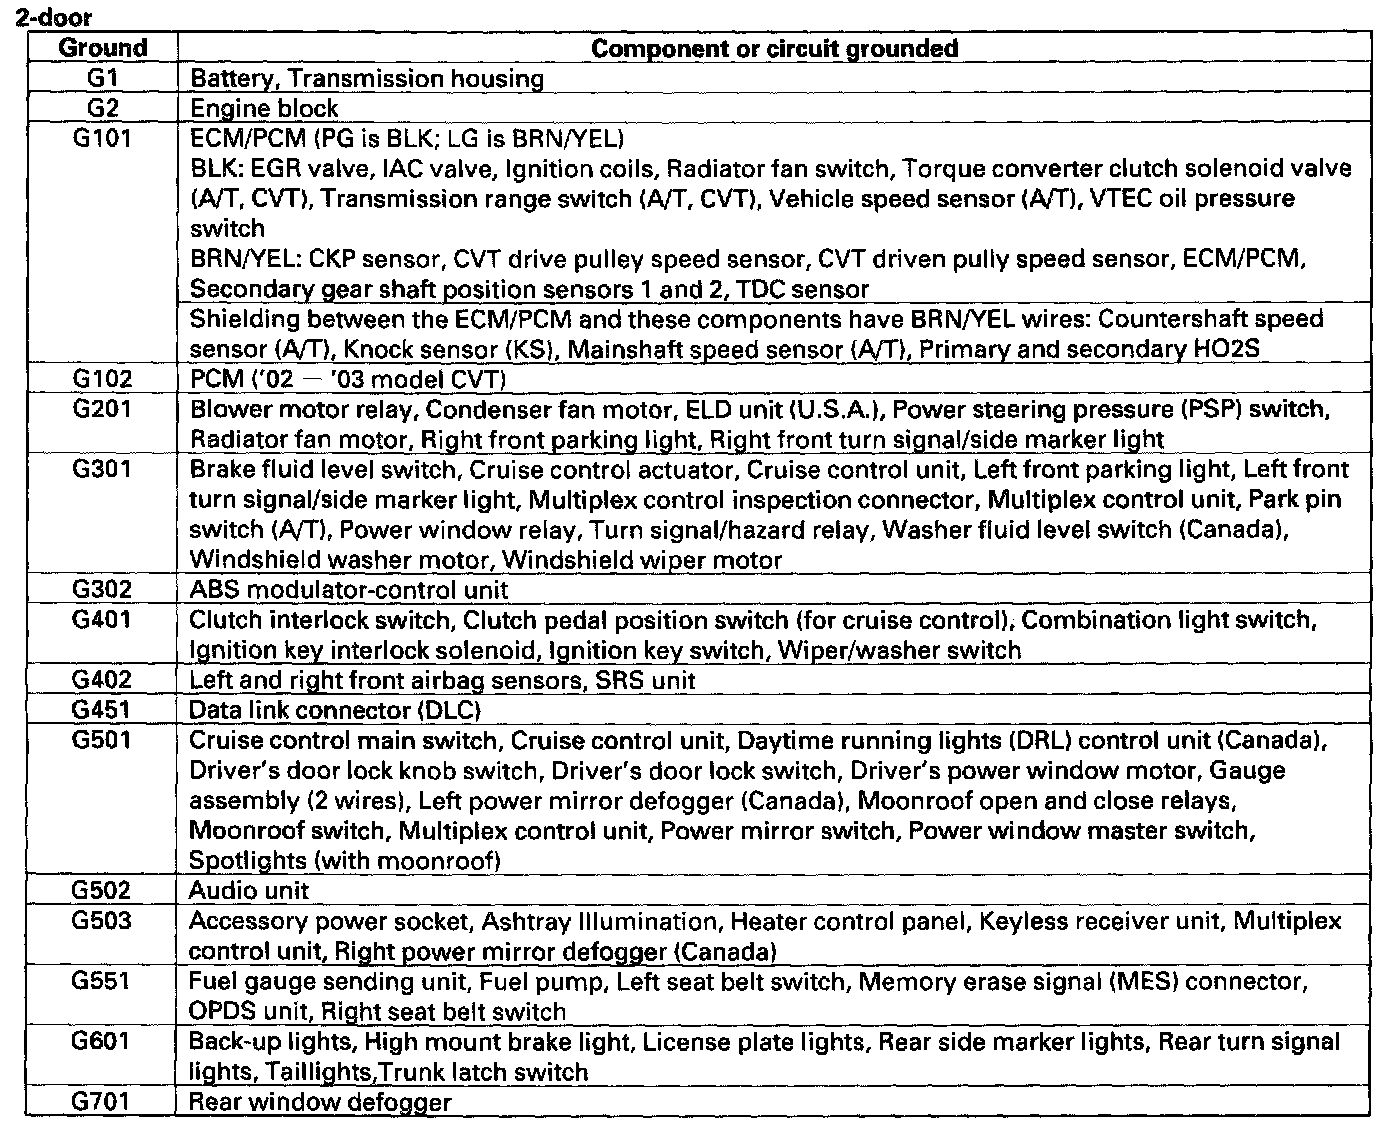 2-door
Ground Component or circuit grounded
G1 Battery, Transmission housing
G2 Engine block
G101 ECM/PCM (PG is BLK; LG is BRN/YEL)
BLK: EGR valve, IAC valve, Ignition coils, Radiator fan switch, Torque converter clutch solenoid valve
(A/T, CVT), Transmission range switch (A/T, CVT), Vehicle speed sensor (A/T), VTEC oil pressure
switch
BRN/YEL: CKP sensor, CVT drive pulley speed sensor, CVT driven pully speed sensor, ECM/PCM,
Secondary gear shaft position sensors 1 and 2, TDC sensor
Shielding between the ECM/PCM and these components have BRN/YEL wires: Countershaft speed
sensor (A/T), Knock sensor (KS), Mainshaft speed sensor (A/T), Primary and secondary HO2S
G102 PCM ('02 — '03 model CVT)
G201 Blower motor relay, Condenser fan motor, ELD unit (U.S.A.), Power steering pressure (PSP) switch,
Radiator fan motor, Right front parking light, Right front turn signal/side marker light
G301 Brake fluid level switch, Cruise control actuator, Cruise control unit, Left front parking light, Left front
turn signal/side marker light, Multiplex control inspection connector, Multiplex control unit, Park pin
switch (A/T), Power window relay, Turn signal/hazard relay, Washer fluid level switch (Canada),
Windshield washer motor, Windshield wiper motor
G302 ABS modulator-control unit
G401 Clutch interlock switch, Clutch pedal position switch (for cruise control), Combination light switch,
Ignition key interlock solenoid, Ignition key switch, Wiper/washer switch
G402 Left and right front airbag sensors, SRS unit
G451 Data link connector (DLC)
G501 Cruise control main switch, Cruise control unit, Daytime running lights (DRL) control unit (Canada),
Driver's door lock knob switch, Driver's door lock switch, Driver's power window motor, Gauge
assembly (2 wires), Left power mirror defogger (Canada), Moonroof open and close relays,
Moonroof switch, Multiplex control unit, Power mirror switch, Power window master switch,
Spotlights (with moonroof)
G502 Audio unit
G503 Accessory power socket, Ashtray Illumination, Heater control panel, Keyless receiver unit, Multiplex
control unit, Right power mirror defogger (Canada)
G551 Fuel gauge sending unit, Fuel pump, Left seat belt switch, Memory erase signal (MES) connector,
OPDS unit, Right seat belt switch
G601 Back-up lights, High mount brake light, License plate lights, Rear side marker lights, Rear turn signal
lights, Taillights,Trunk latch switch
G701 Rear window defogger